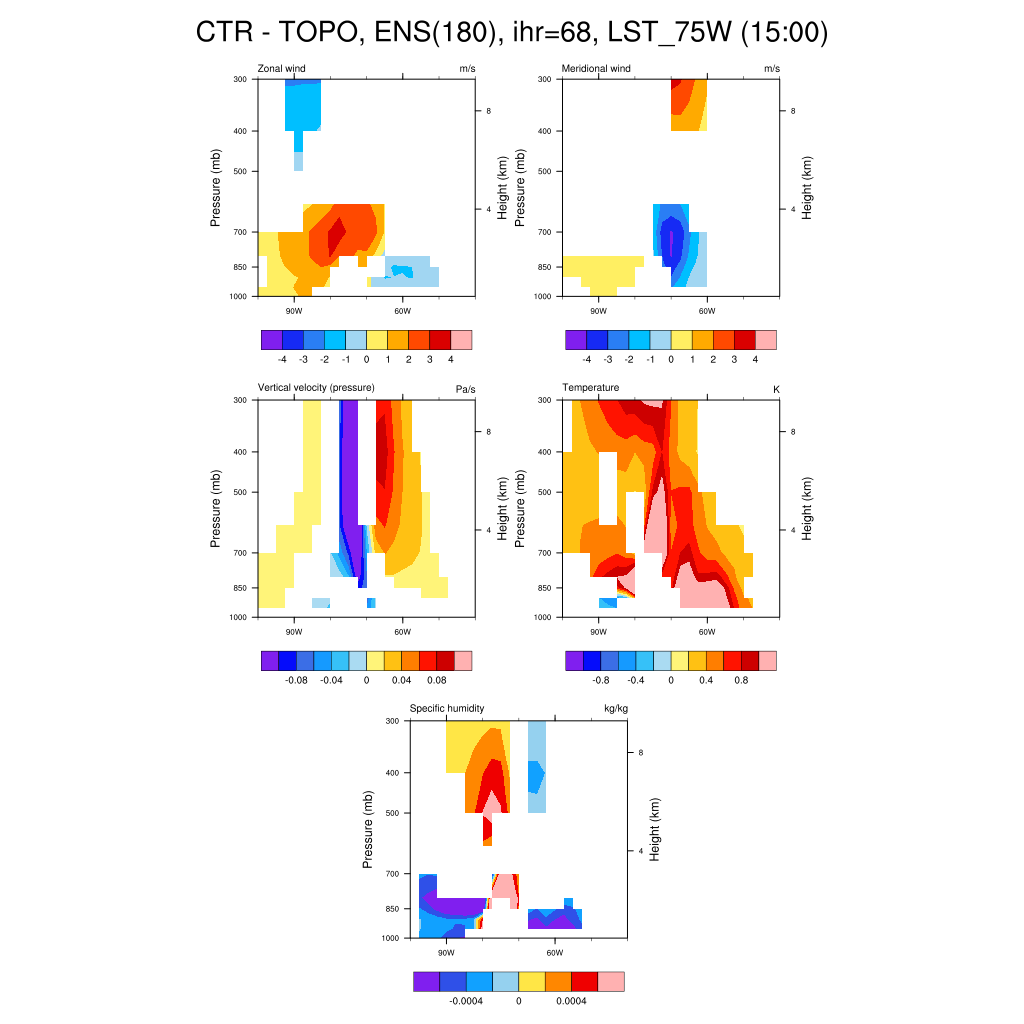 CTR - TOPO, ENS(180), ihr=68, LST_75W (15:00)
Zonal wind m/s
Pressure (mb)
300
400
500
700
850
1000
90W 60W
8
4
Height (km)
-4 -3 -2 -1 0 1 2 3 4
Meridional wind m/s
Pressure (mb)
300
400
500
700
850
1000
90W 60W
8
4
Height (km)
-4 -3 -2 -1 0 1 2 3 4
Vertical velocity (pressure) Pa/s
Pressure (mb)
300
400
500
700
850
1000
90W 60W
8
4
Height (km)
-0.08 -0.04 0 0.04 0.08
Temperature K
Pressure (mb)
300
400
500
700
850
1000
90W 60W
8
4
Height (km)
-0.8 -0.4 0 0.4 0.8
Specific humidity kg/kg
Pressure (mb)
300
400
500
700
850
1000
90W 60W
8
4
Height (km)
-0.0004 0 0.0004